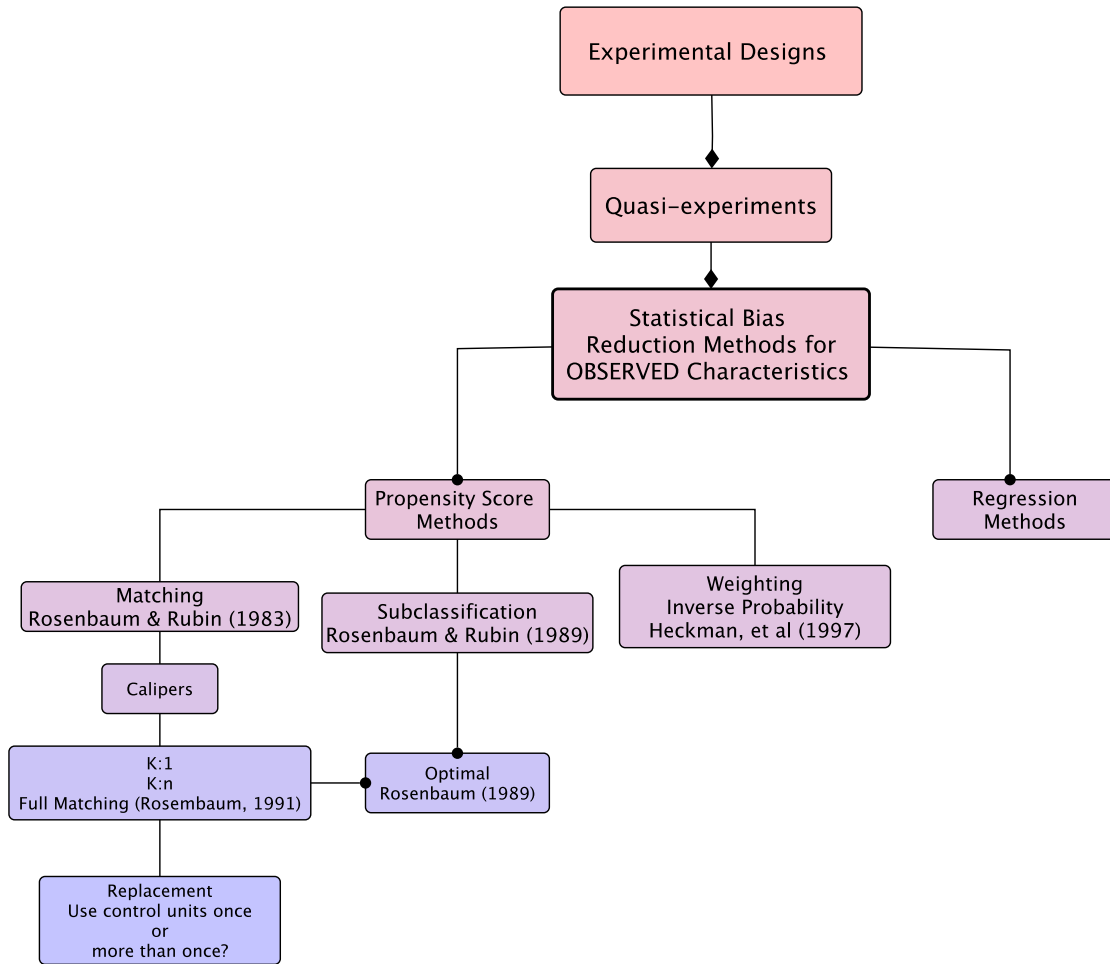 Experimental Designs
Quasi-experiments
Statistical Bias
Reduction Methods for
OBSERVED Characteristics
Propensity Score
Methods
Regression
Methods
Matching
Rosenbaum & Rubin (1983)
Subclassification
Rosenbaum & Rubin (1989)
Weighting
Inverse Probability
Heckman, et al (1997)
Calipers
K:1
K:n
Full Matching (Rosembaum, 1991)
Optimal
Rosenbaum (1989)
Replacement
Use control units once
or
more than once?